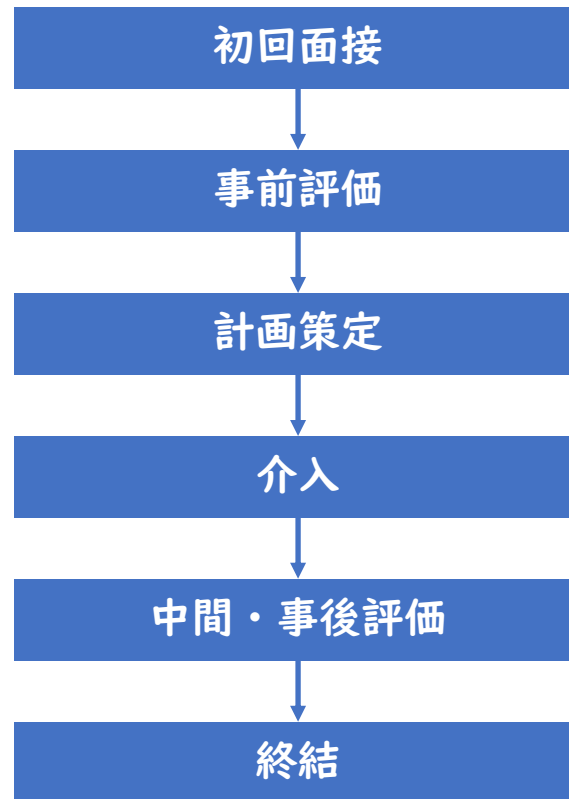 初回面接
事前評価
計画策定
介入
中間・事後評価
終結